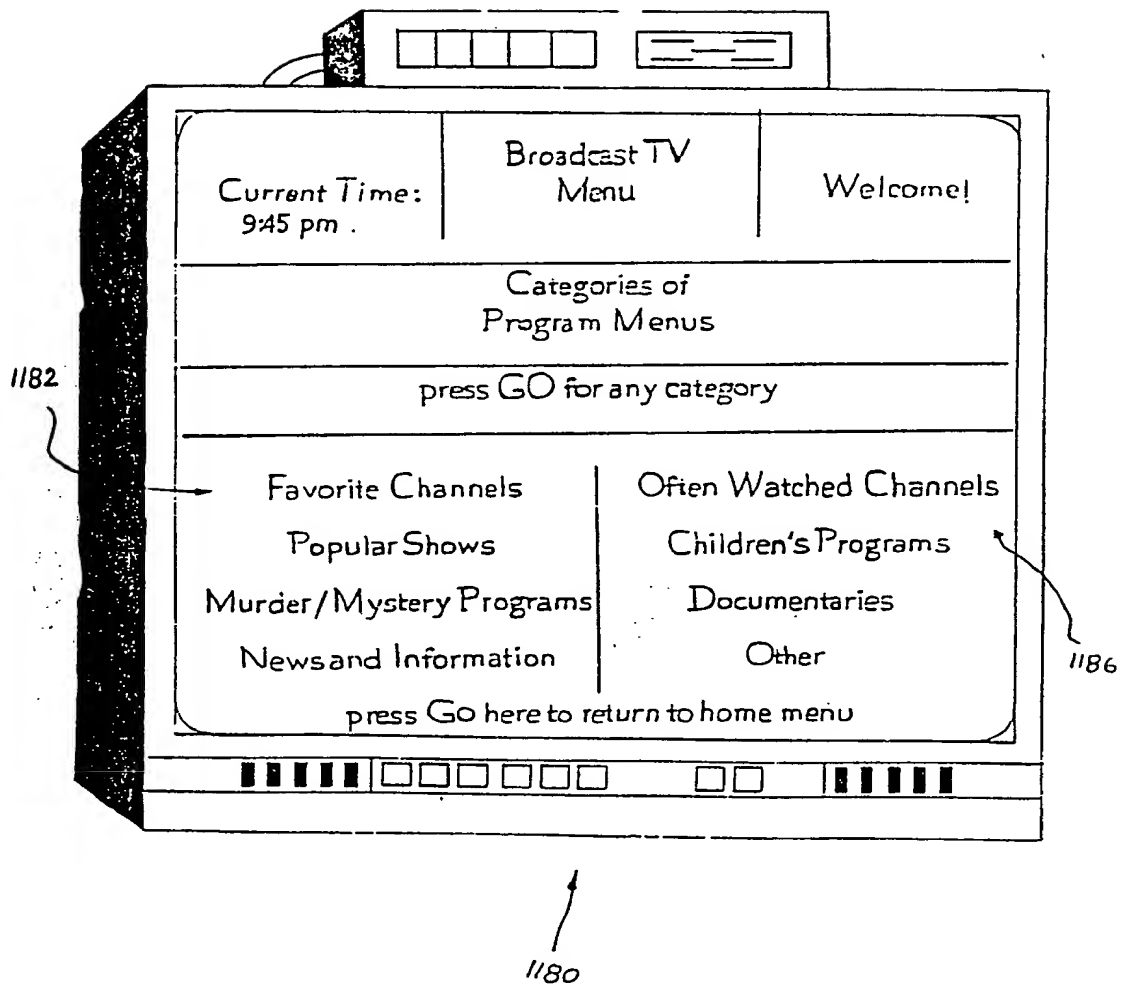 Broadcast TV
Menu
Current Time:
9:45 pm .
Welcome!
Categories of
Program Menus
press GO for any category
1182
Favorite Channels
Often Watched Channels
Popular Shows
Children's Programs
Murder/Mystery Programs
Documentaries
News and Information
Other
1186
press Go here to return to home menu
1180